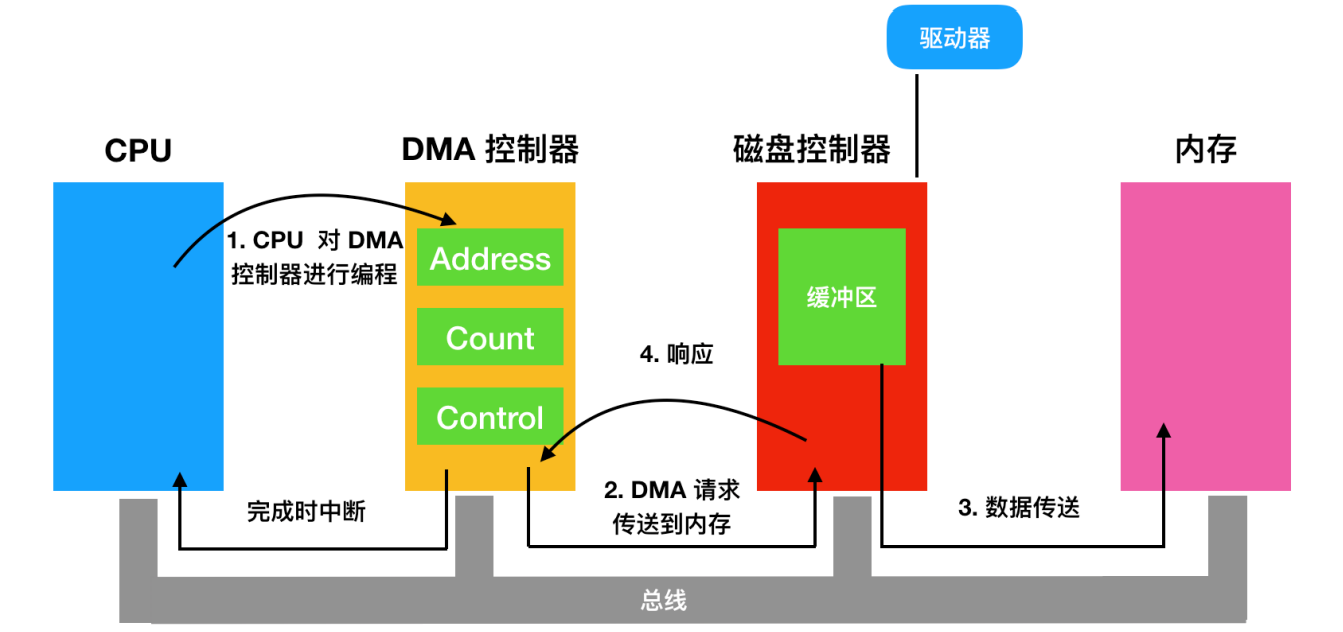 驱动器
CPU
DMA 控制器
磁盘控制器
内存
1. CPU 对 DMA
控制器进行编程
Address
Count
Control
缓冲区
4. 响应
2. DMA 请求
传送到内存
3. 数据传送
完成时中断
总线